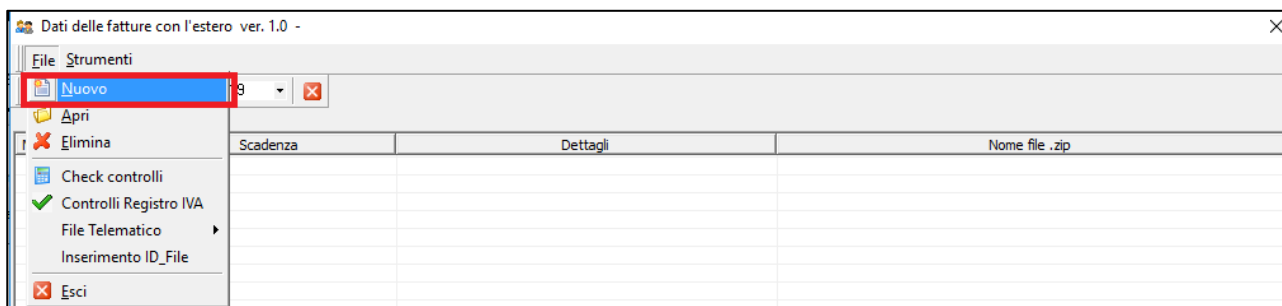 Dati delle fatture con l'estero ver. 1.0 -
File Strumenti
Nuovo
Apri
Elimina
Scadenza Dettagli Nome file .zip
Check controlli
Controlli Registro IVA
File Telematico
Inserimento ID_File
Esci